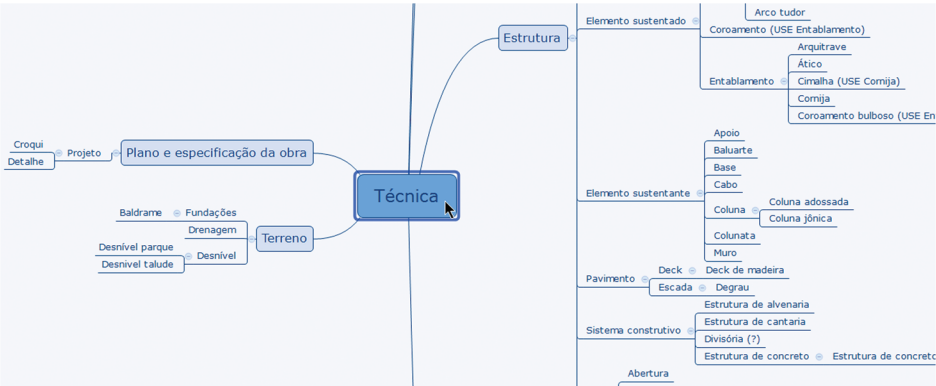 Técnica
Plano e especificação da obra
Projeto
Croqui
Detalhe
Terreno
Fundações
Baldrame
Drenagem
Desnível
Desnível parque
Desnivel talude
Estrutura
Elemento sustentado
Arco tudor
Coroamento (USE Entablamento)
Entablamento
Arquitrave
Ático
Cimalha (USE Cornija)
Cornija
Coroamento bulboso (USE En
Elemento sustentante
Apoio
Baluarte
Base
Cabo
Coluna
Coluna adossada
Coluna jônica
Colunata
Muro
Pavimento
Deck
Deck de madeira
Escada
Degrau
Sistema construtivo
Estrutura de alvenaria
Estrutura de cantaria
Divisória (?)
Estrutura de concreto
Estrutura de concreto
Abertura